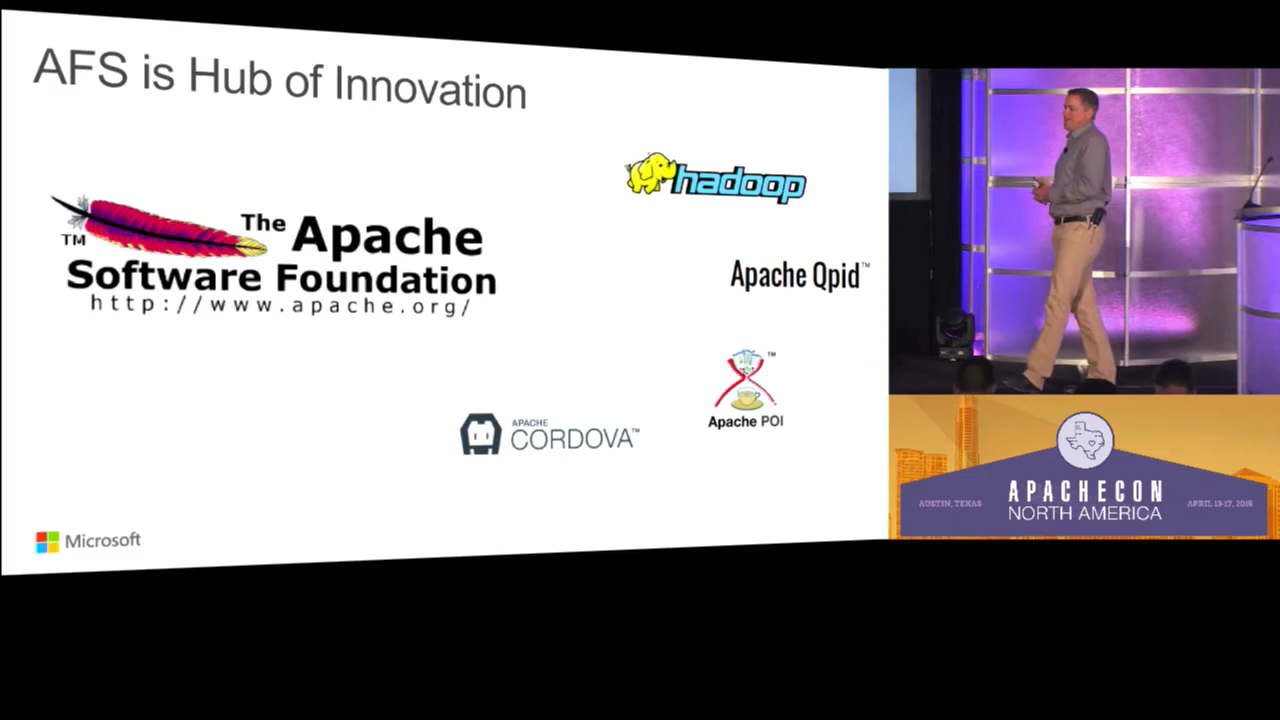 AFS is Hub of Innovation
hadoop
TM
The Apache
Software Foundation
http://www.apache.org/
Apache Qpid™
™
Apache POI
APACHE
CORDOVA™
Microsoft
APACHECON
NORTH AMERICA
AUSTIN, TEXAS
APRIL 13-17, 2015